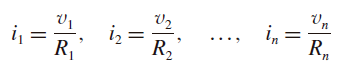 i₁ = v₁/R₁, i₂ = v₂/R₂, ..., iₙ = vₙ/Rₙ